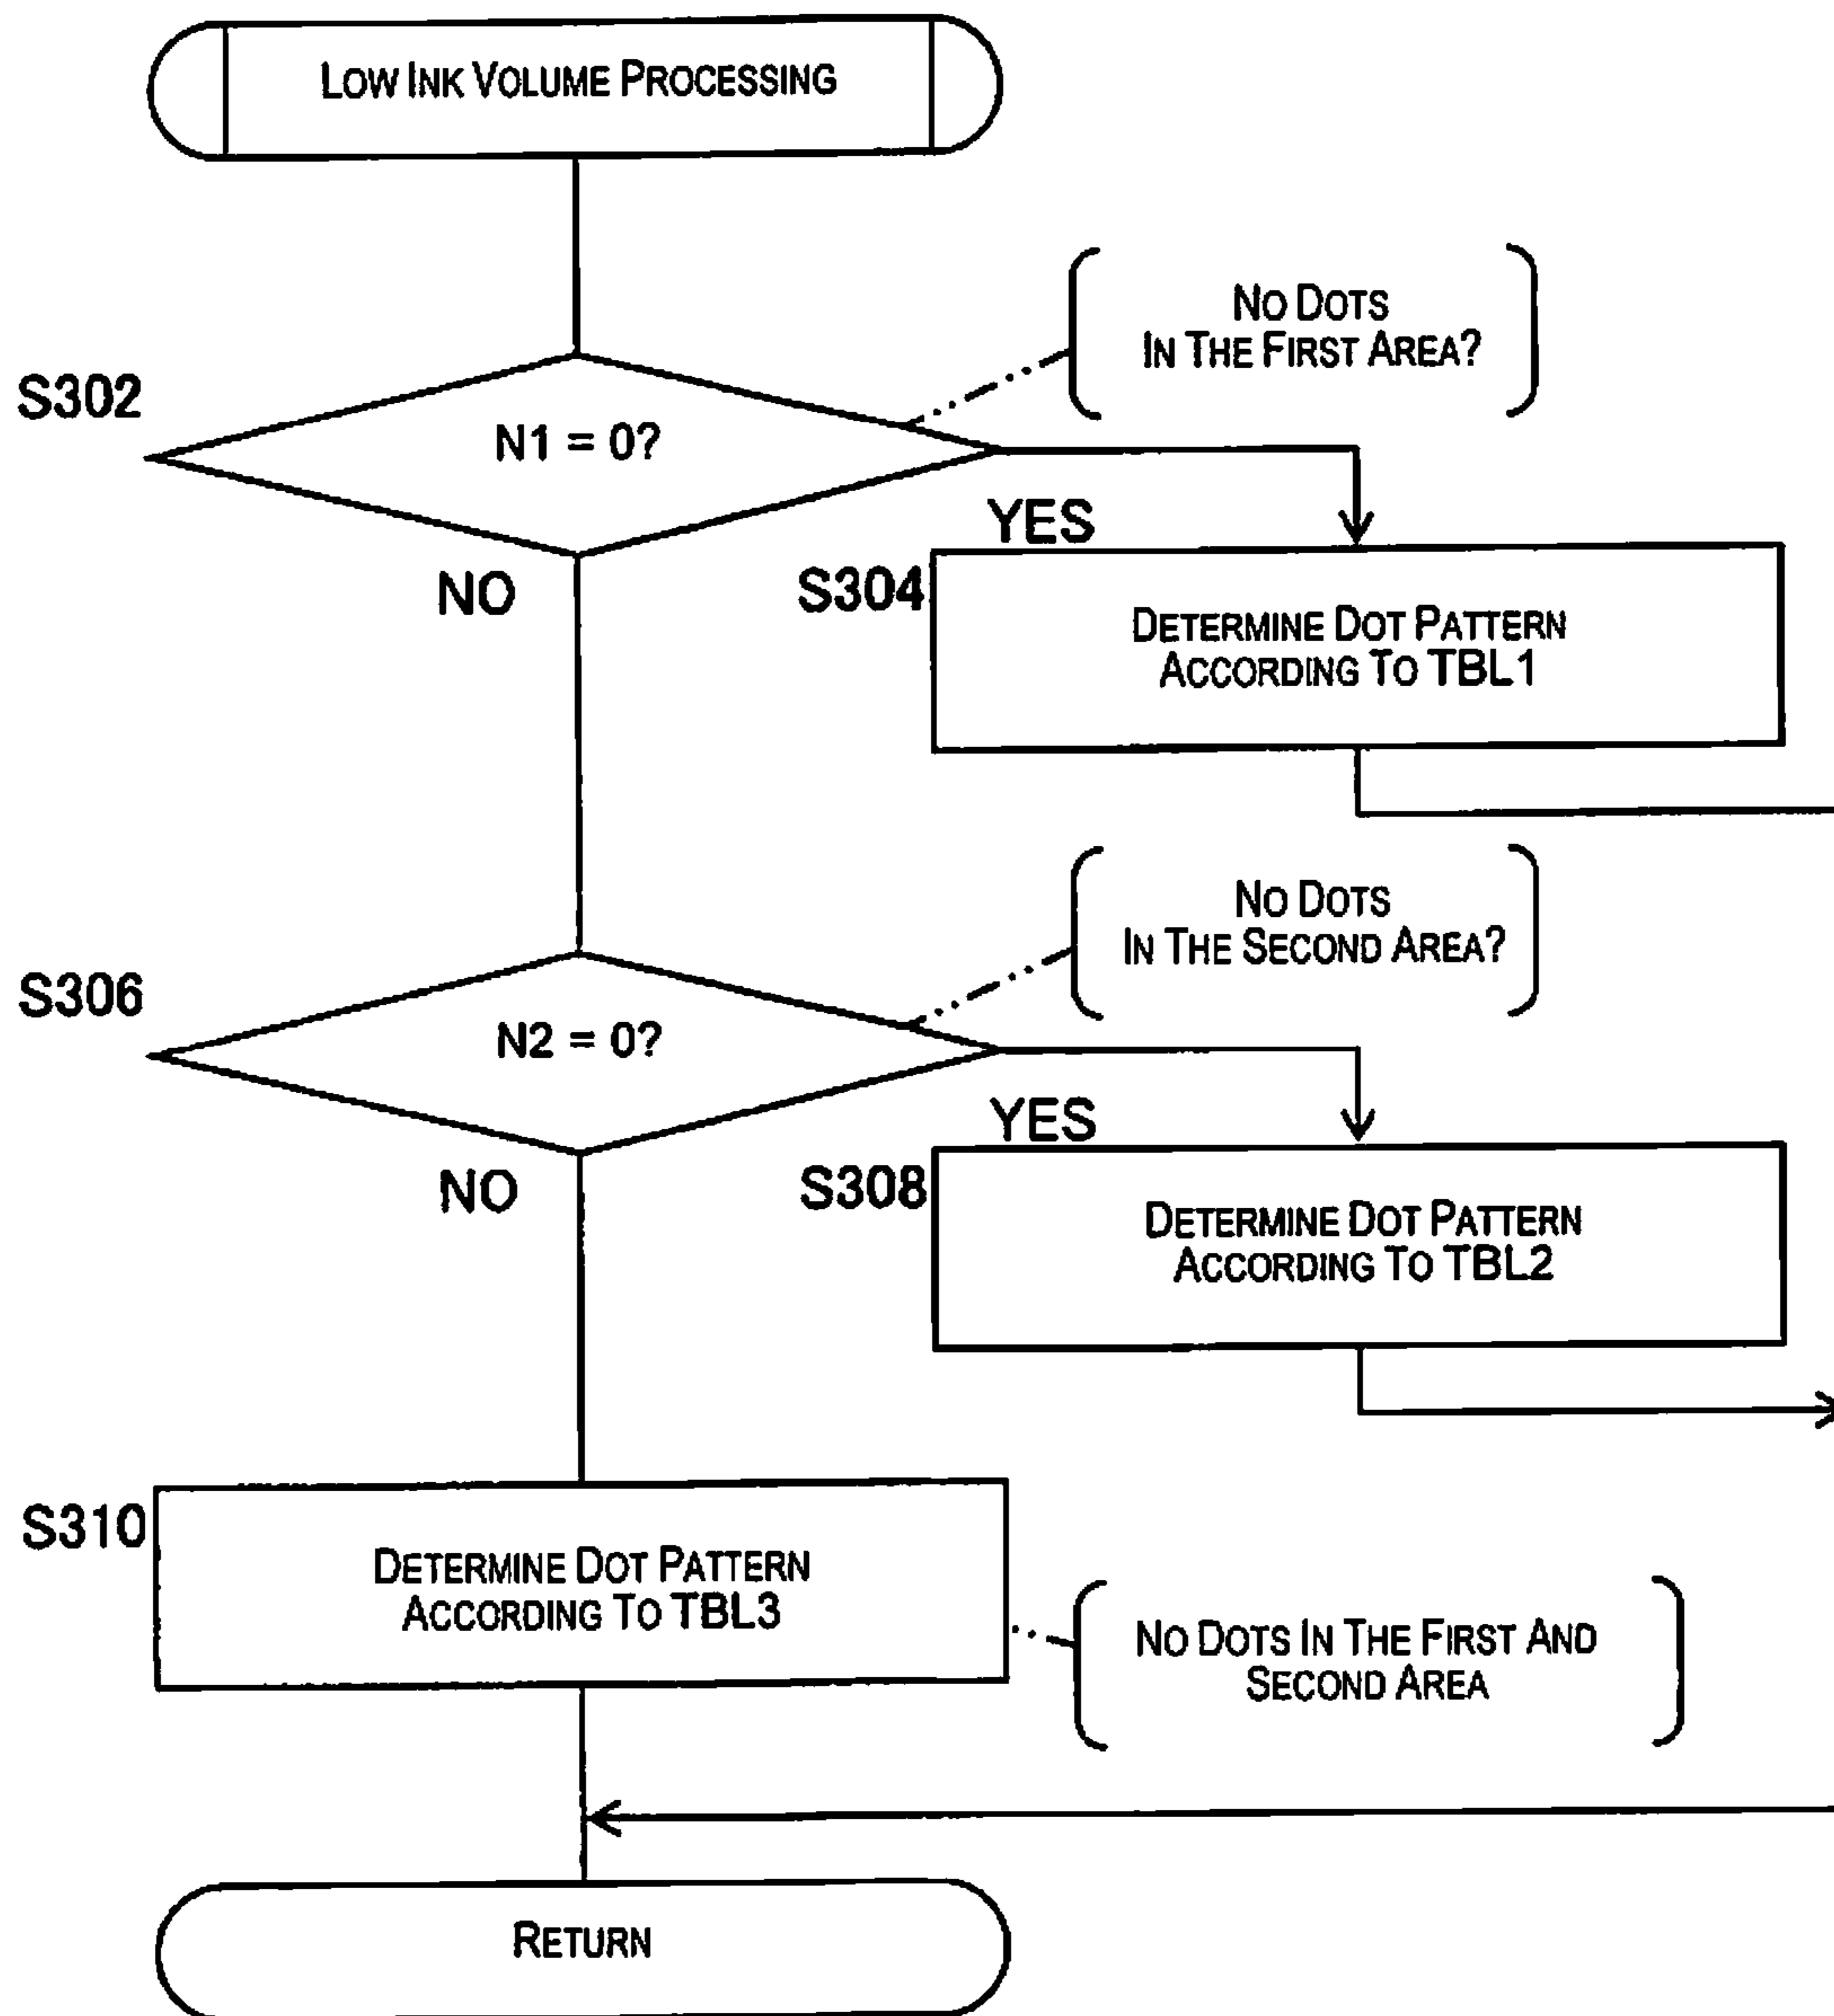 LOW INK VOLUME PROCESSING
NO DOTS
IN THE FIRST AREA?
S302
N1 = 0?
YES
NO
S304
DETERMINE DOT PATTERN
ACCORDING TO TBL1
NO DOTS
IN THE SECOND AREA?
S306
N2 = 0?
YES
NO
S308
DETERMINE DOT PATTERN
ACCORDING TO TBL2
S310
DETERMINE DOT PATTERN
ACCORDING TO TBL3
NO DOTS IN THE FIRST AND
SECOND AREA
RETURN